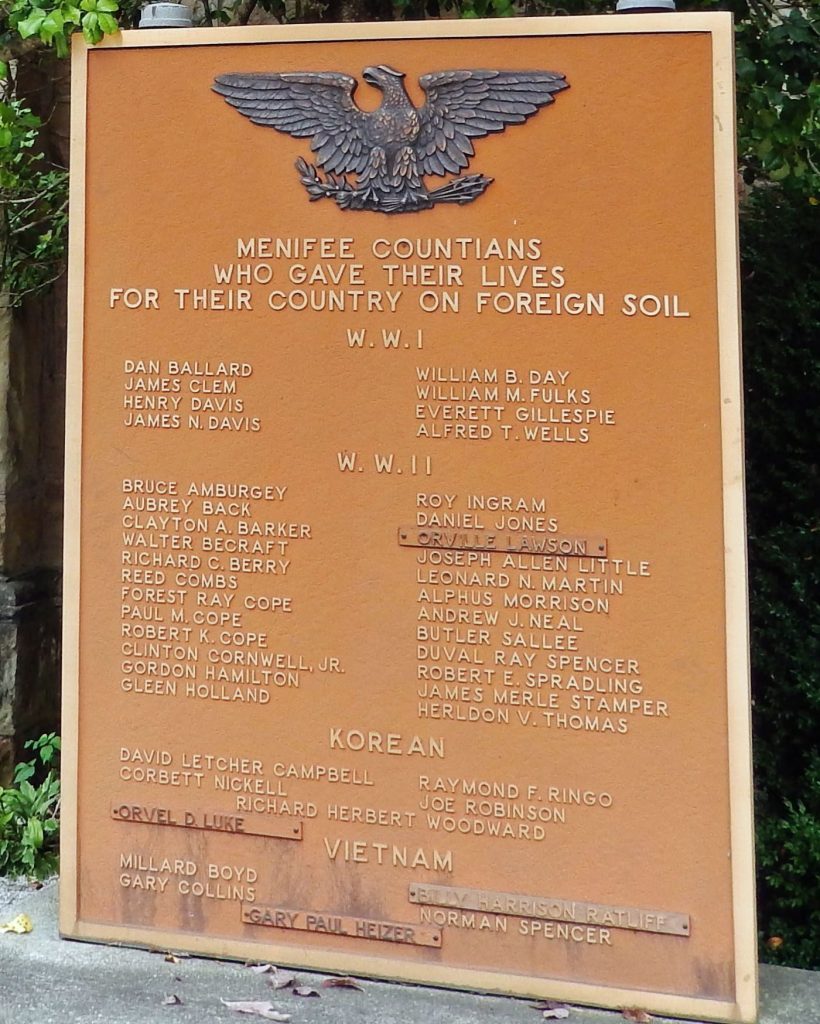 MENIFEE COUNTIANS
WHO GAVE THEIR LIVES
FOR THEIR COUNTRY ON FOREIGN SOIL
W. W. I
DAN BALLARD
JAMES CLEM
HENRY DAVIS
JAMES N. DAVIS
WILLIAM B. DAY
WILLIAM M. FULKS
EVERETT GILLESPIE
ALFRED T. WELLS
W. W. II
BRUCE AMBURGEY
AUBREY BACK
CLAYTON A. BARKER
WALTER BECRAFT
RICHARD C. BERRY
REED COMBS
FOREST RAY COPE
PAUL M. COPE
ROBERT K. COPE
CLINTON CORNWELL, JR.
GORDON HAMILTON
GLEEN HOLLAND
ROY INGRAM
DANIEL JONES
ORVILLE LAWSON
JOSEPH ALLEN LITTLE
LEONARD N. MARTIN
ALPHUS MORRISON
ANDREW J. NEAL
BUTLER SALLEE
DUVAL RAY SPENCER
ROBERT E. SPRADLING
JAMES MERLE STAMPER
HERLDON V. THOMAS
KOREAN
DAVID LETCHER CAMPBELL
CORBETT NICKELL
RAYMOND F. RINGO
JOE ROBINSON
RICHARD HERBERT WOODWARD
ORVEL D. LUKE
VIETNAM
MILLARD BOYD
GARY COLLINS
BILLY HARRISON RATLIFF
NORMAN SPENCER
GARY PAUL HEIZER